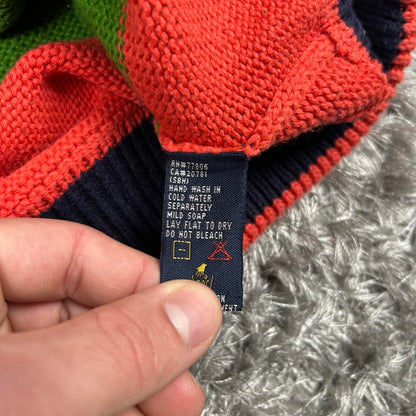 RN#77806
CA#20781
(SBH)
HAND WASH IN
COLD WATER
SEPARATELY
MILD SOAP
LAY FLAT TO DRY
DO NOT BLEACH